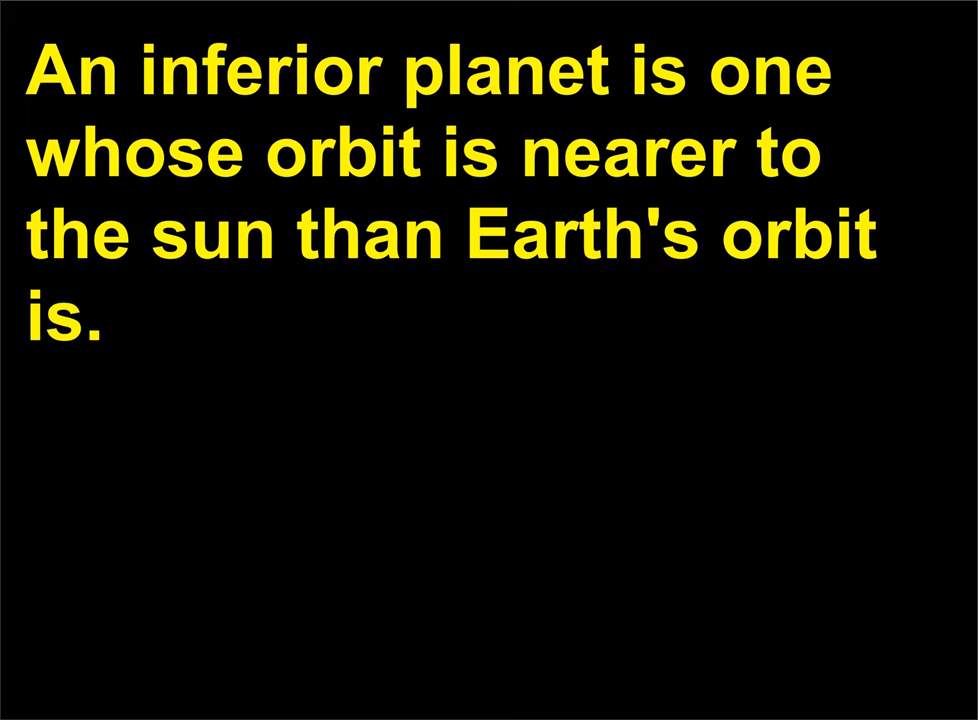 An inferior planet is one
whose orbit is nearer to
the sun than Earth's orbit
is.